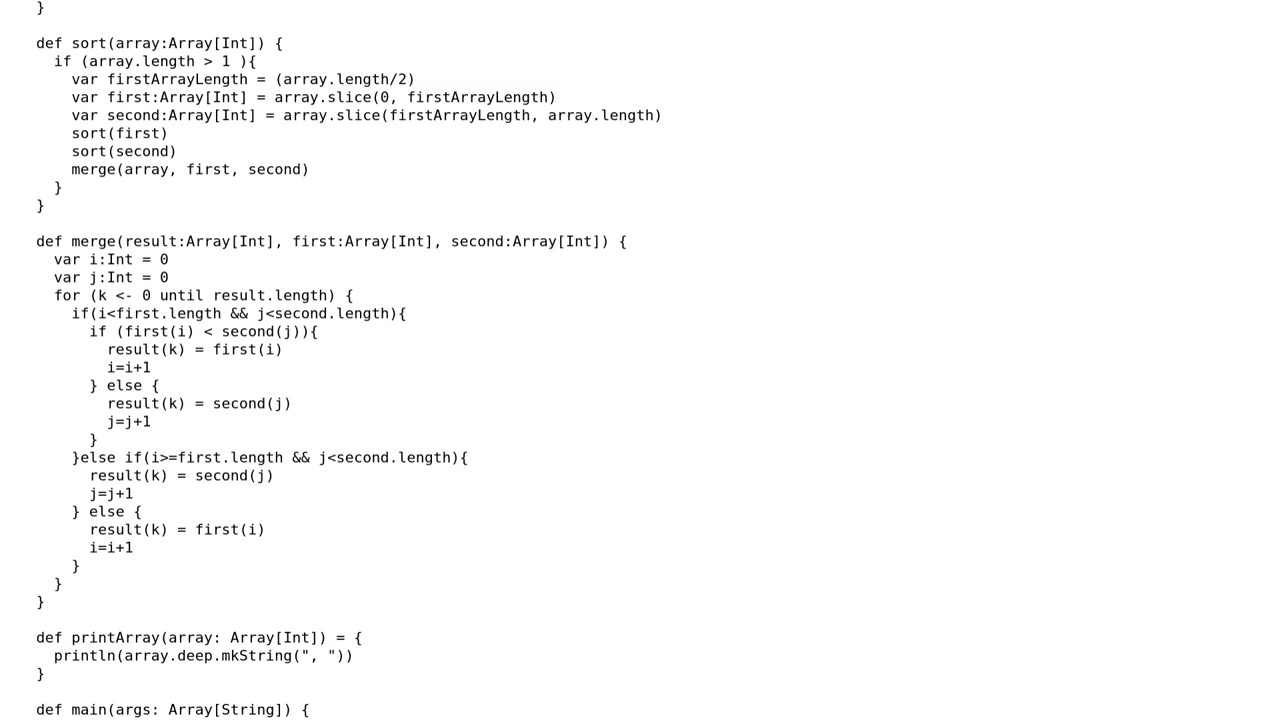 }
def sort(array:Array[Int]) {
if (array.length > 1 ){
var firstArrayLength = (array.length/2)
var first:Array[Int] = array.slice(0, firstArrayLength)
var second:Array[Int] = array.slice(firstArrayLength, array.length)
sort(first)
sort(second)
merge(array, first, second)
}
}
def merge(result:Array[Int], first:Array[Int], second:Array[Int]) {
var i:Int = 0
var j:Int = 0
for (k <- 0 until result.length) {
if(i<first.length && j<second.length){
if (first(i) < second(j)){
result(k) = first(i)
i=i+1
} else {
result(k) = second(j)
j=j+1
}
}else if(i>=first.length && j<second.length){
result(k) = second(j)
j=j+1
} else {
result(k) = first(i)
i=i+1
}
}
}
def printArray(array: Array[Int]) = {
println(array.deep.mkString(", "))
}
def main(args: Array[String]) {